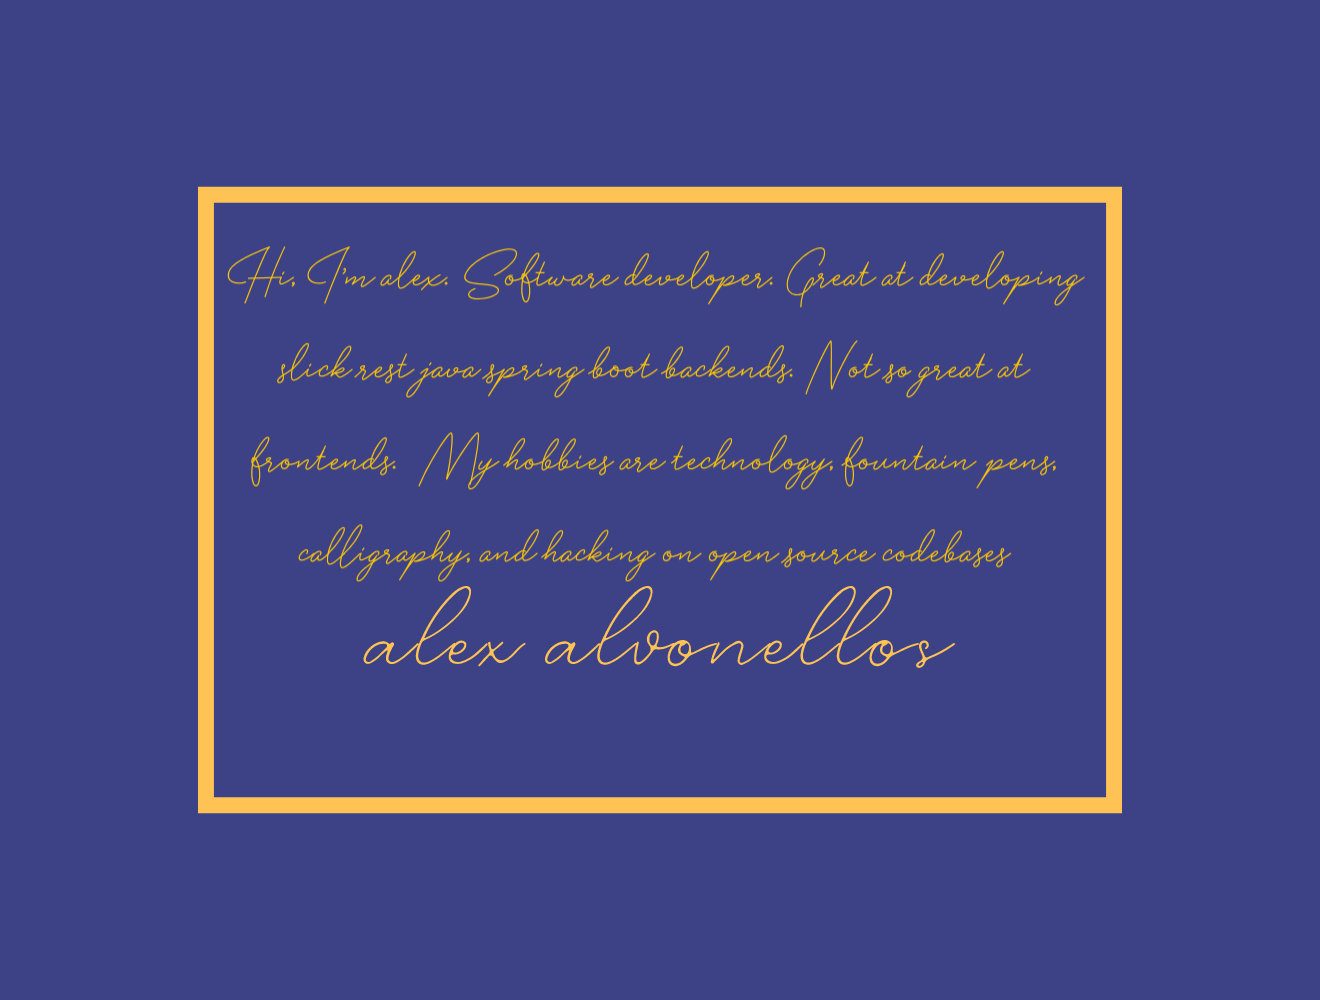 Hi, I'm alex. Software developer. Great at developing
slick rest java spring boot backends. Not so great at
frontends. My hobbies are technology, fountain pens,
calligraphy, and hacking on open source codebases
alex alvonellos